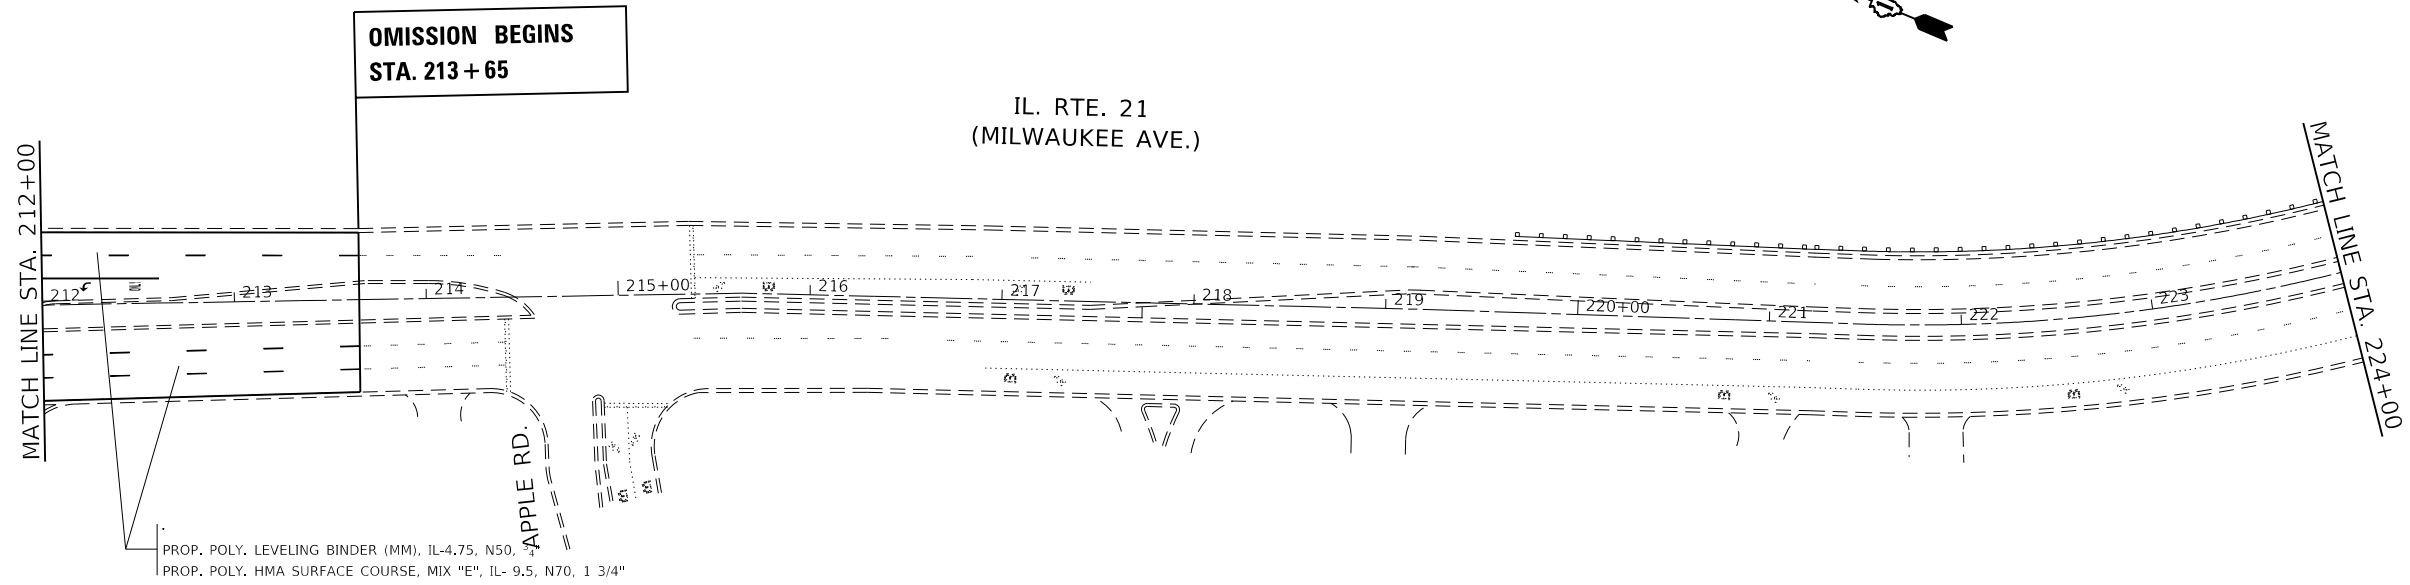 OMISSION BEGINS
STA. 213+65
IL. RTE. 21
(MILWAUKEE AVE.)
MATCH LINE STA. 212+00
MATCH LINE STA. 224+00
212
213
214
215+00
216
217
218
219
220+00
221
222
223
APPLE RD.
PROP. POLY. LEVELING BINDER (MM), IL-4.75, N50, 3/4"
PROP. POLY. HMA SURFACE COURSE, MIX "E", IL- 9.5, N70, 1 3/4"